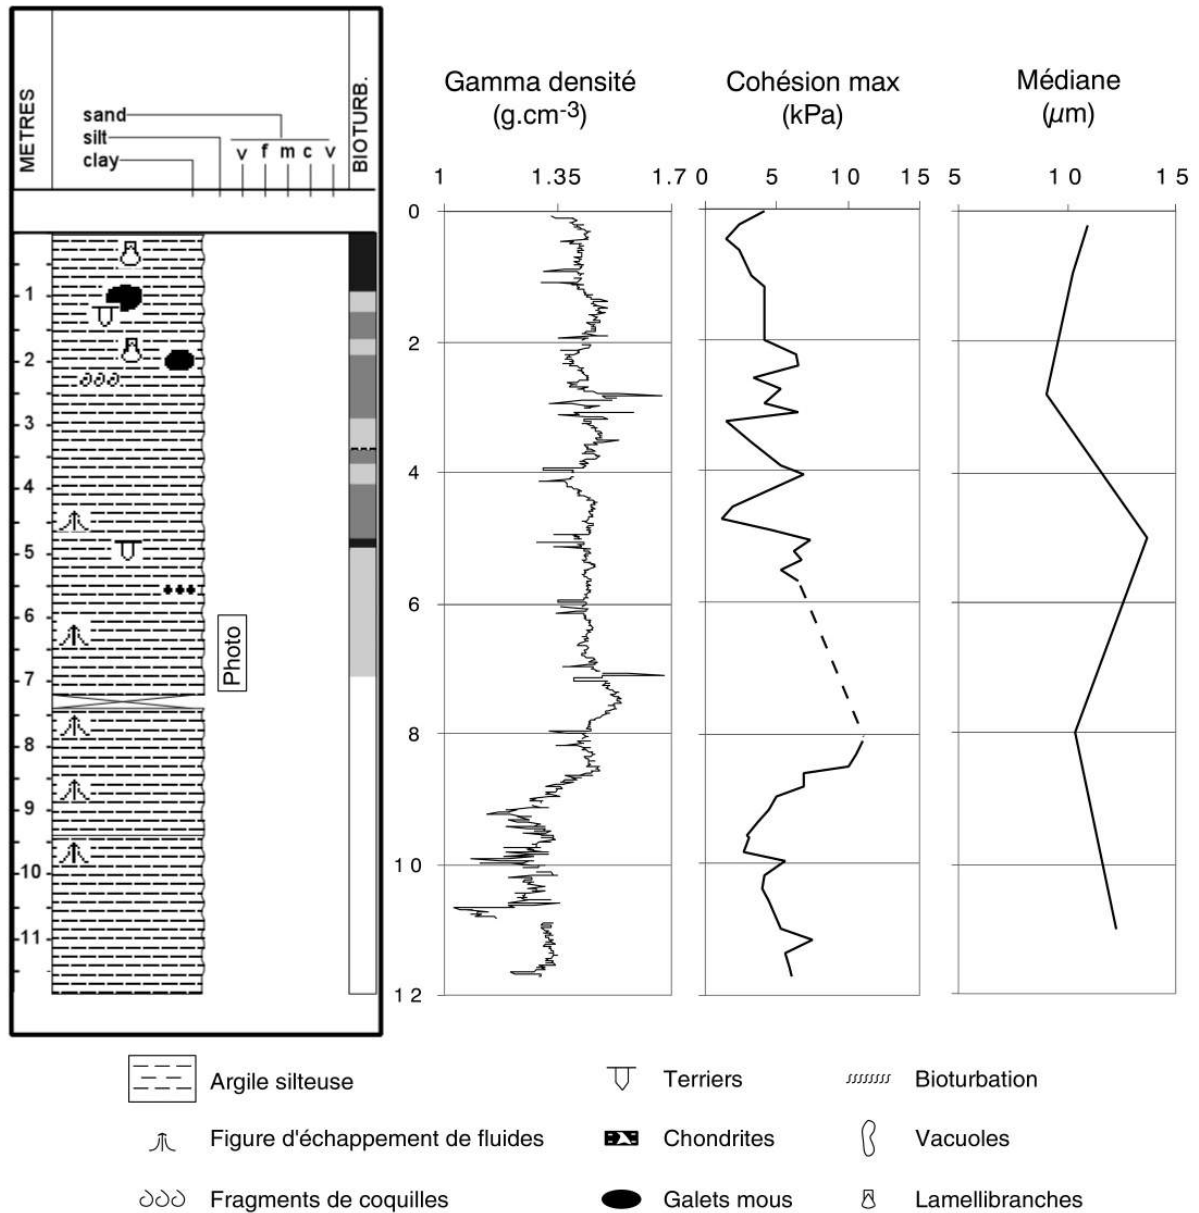 METRES
sand
silt
clay
v f m c v
BIOTURB.
1
2
3
4
5
6
7
8
9
10
11
Photo
Gamma densité
(g.cm-3)
1 1.35 1.7
0
2
4
6
8
10
12
Cohésion max
(kPa)
0 5 10 15
Médiane
(µm)
5 10 15
Argile silteuse
Terriers
Bioturbation
Figure d'échappement de fluides
Chondrites
Vacuoles
Fragments de coquilles
Galets mous
Lamellibranches